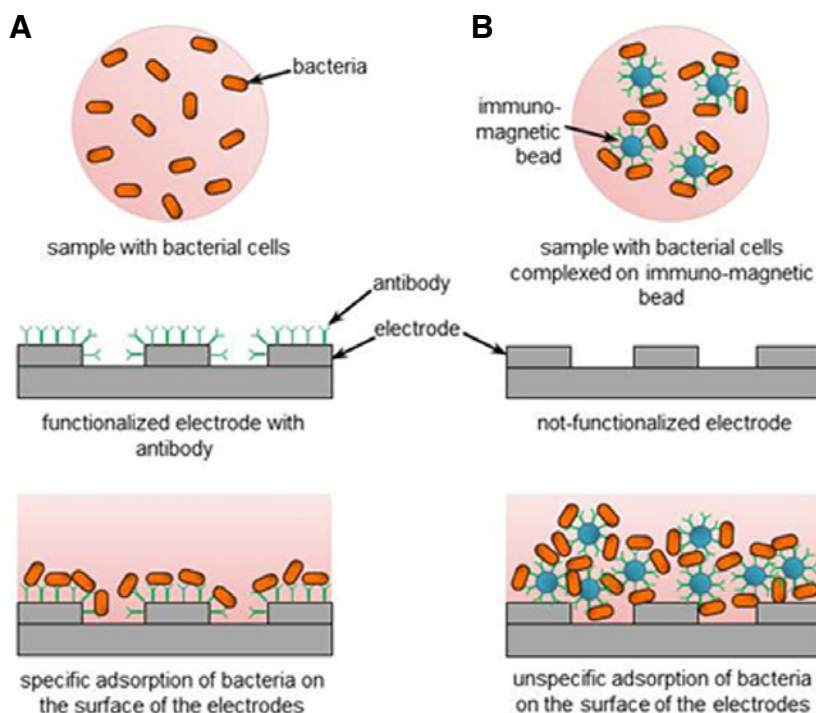 A
bacteria
sample with bacterial cells
antibody
electrode
functionalized electrode with
antibody
specific adsorption of bacteria on
the surface of the electrodes
B
immuno-
magnetic
bead
sample with bacterial cells
complexed on immuno-magnetic
bead
not-functionalized electrode
unspecific adsorption of bacteria
on the surface of the electrodes